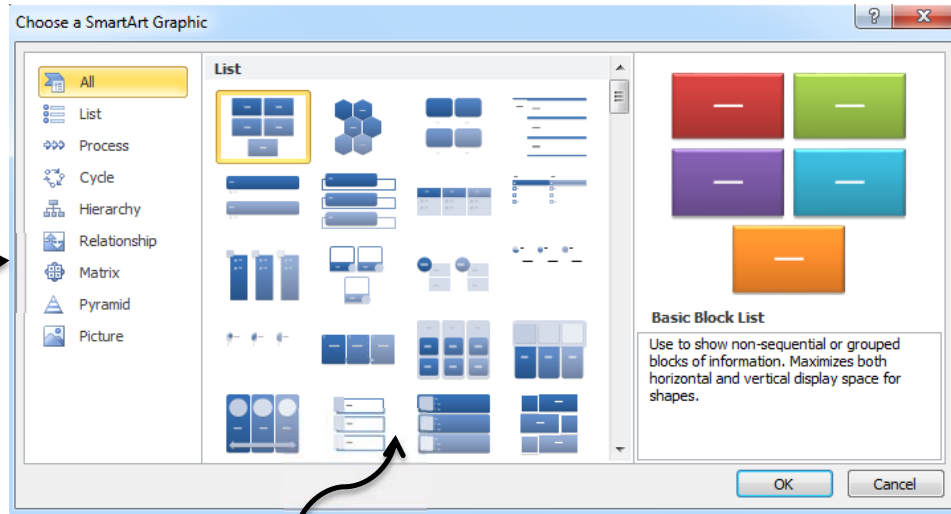 Choose a SmartArt Graphic
All
List
Process
Cycle
Hierarchy
Relationship
Matrix
Pyramid
Picture
List
Basic Block List
Use to show non-sequential or grouped
blocks of information. Maximizes both
horizontal and vertical display space for
shapes.
OK
Cancel